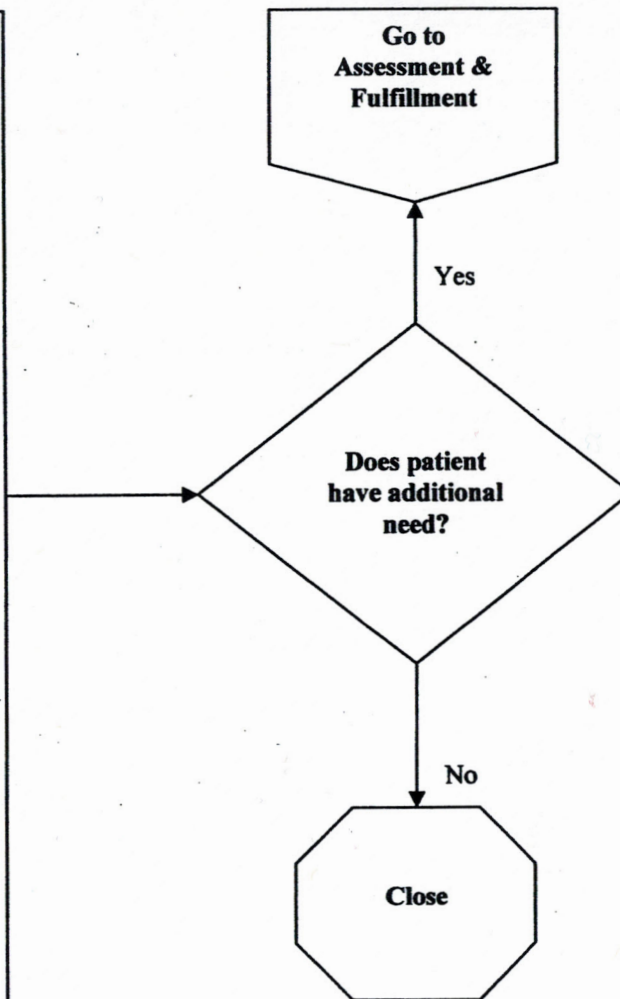 Go to
Assessment &
Fulfillment
Yes
Does patient
have additional
need?
No
Close